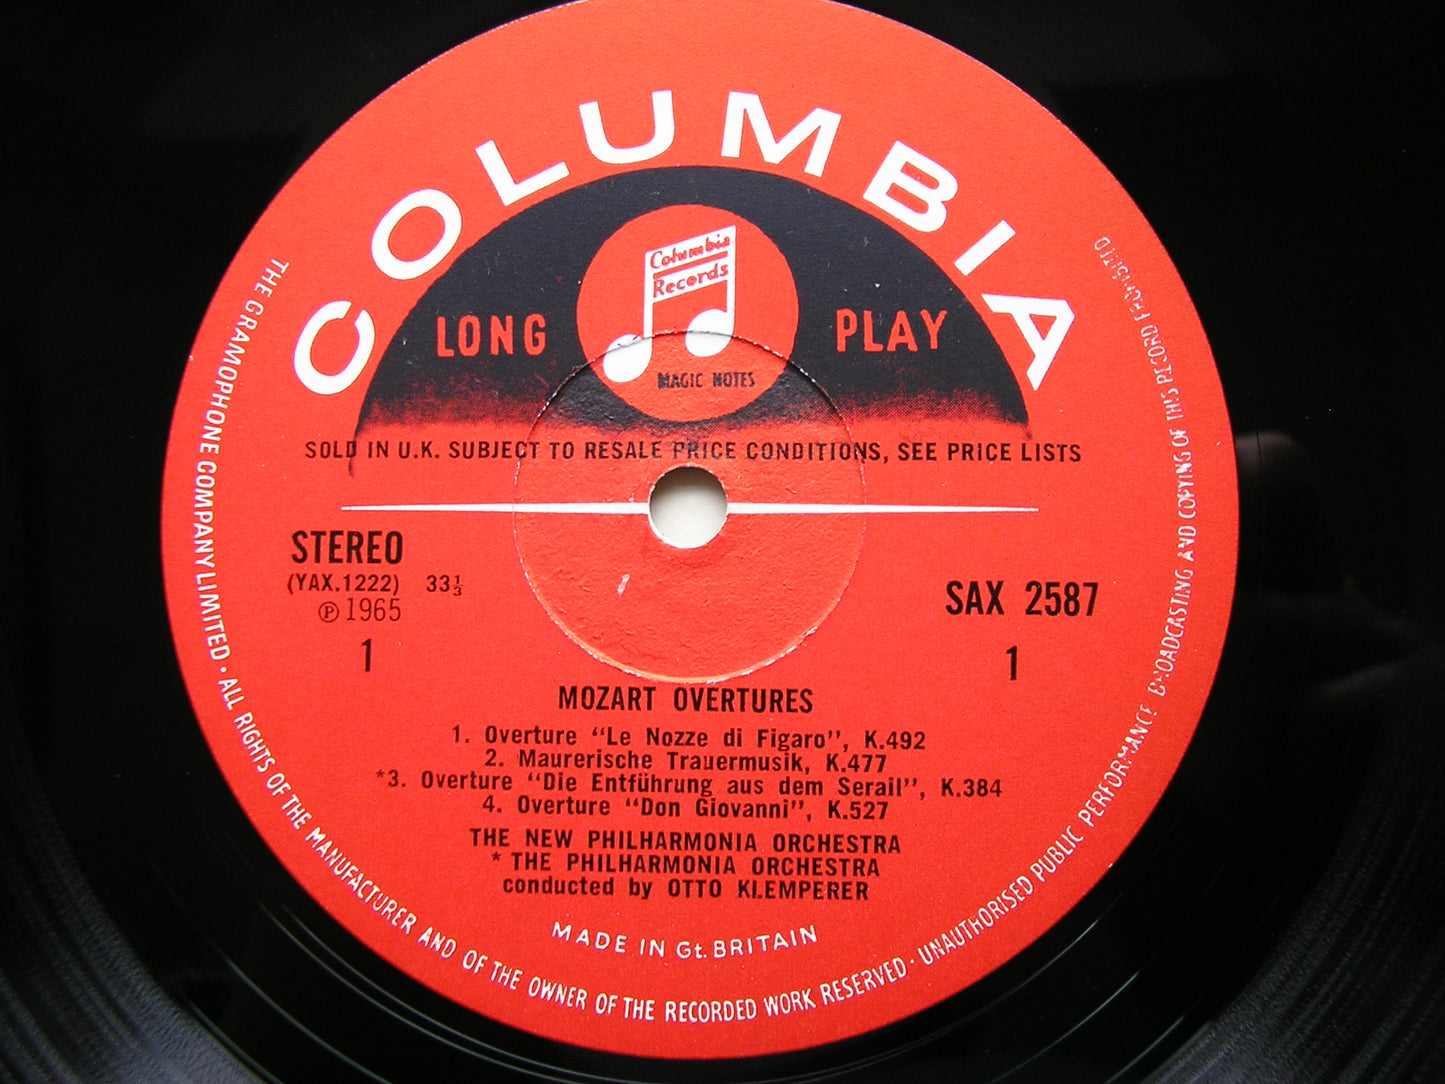 COLUMBIA
Columbia
Records
LONG PLAY
MAGIC NOTES
SOLD IN U.K. SUBJECT TO RESALE PRICE CONDITIONS, SEE PRICE LISTS
STEREO
(YAX.1222) 33⅓
℗ 1965
1
SAX 2587
1
MOZART OVERTURES
1. Overture "Le Nozze di Figaro", K.492
2. Maurerische Trauermusik, K.477
*3. Overture "Die Entführung aus dem Serail", K.384
4. Overture "Don Giovanni", K.527
THE NEW PHILHARMONIA ORCHESTRA
* THE PHILHARMONIA ORCHESTRA
conducted by OTTO KLEMPERER
MADE IN Gt. BRITAIN
THE GRAMOPHONE COMPANY LIMITED · ALL RIGHTS OF THE MANUFACTURER AND OF THE OWNER OF THE RECORDED WORK RESERVED · UNAUTHORISED PUBLIC PERFORMANCE BROADCASTING AND COPYING OF THIS RECORD PROHIBITED